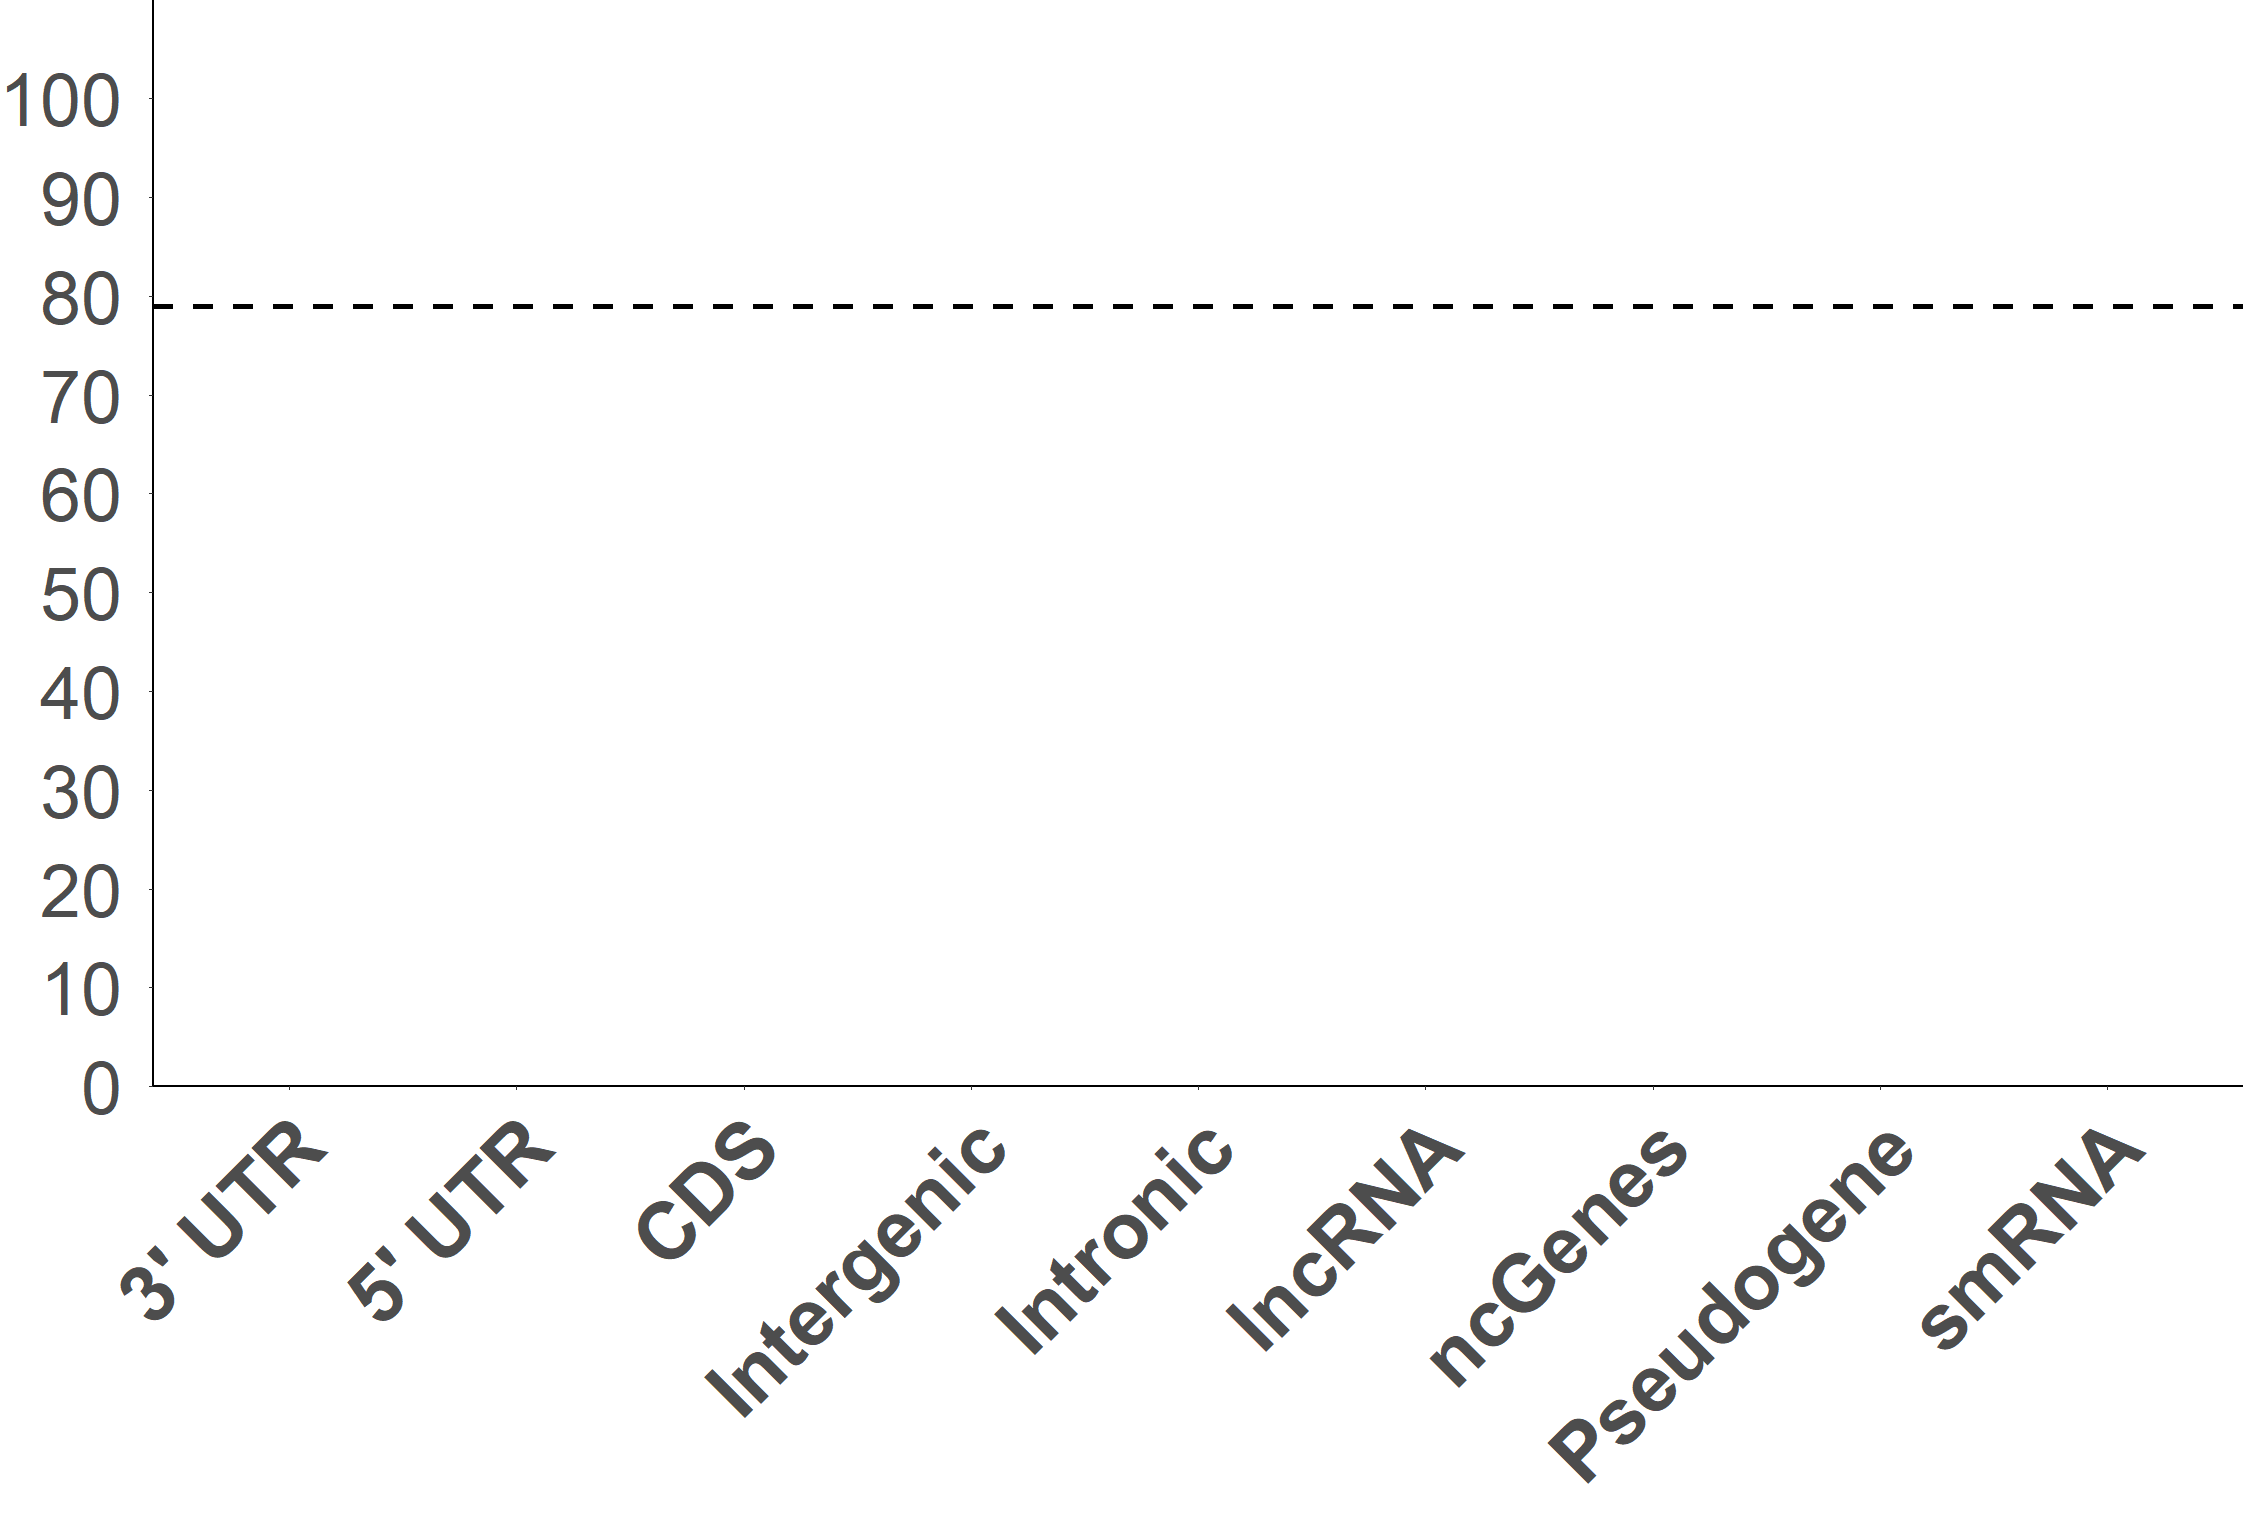 100
90
80
70
60
50
40
30
20
10
0
3' UTR
5' UTR
CDS
Intergenic
Intronic
lncRNA
ncGenes
Pseudogene
smRNA